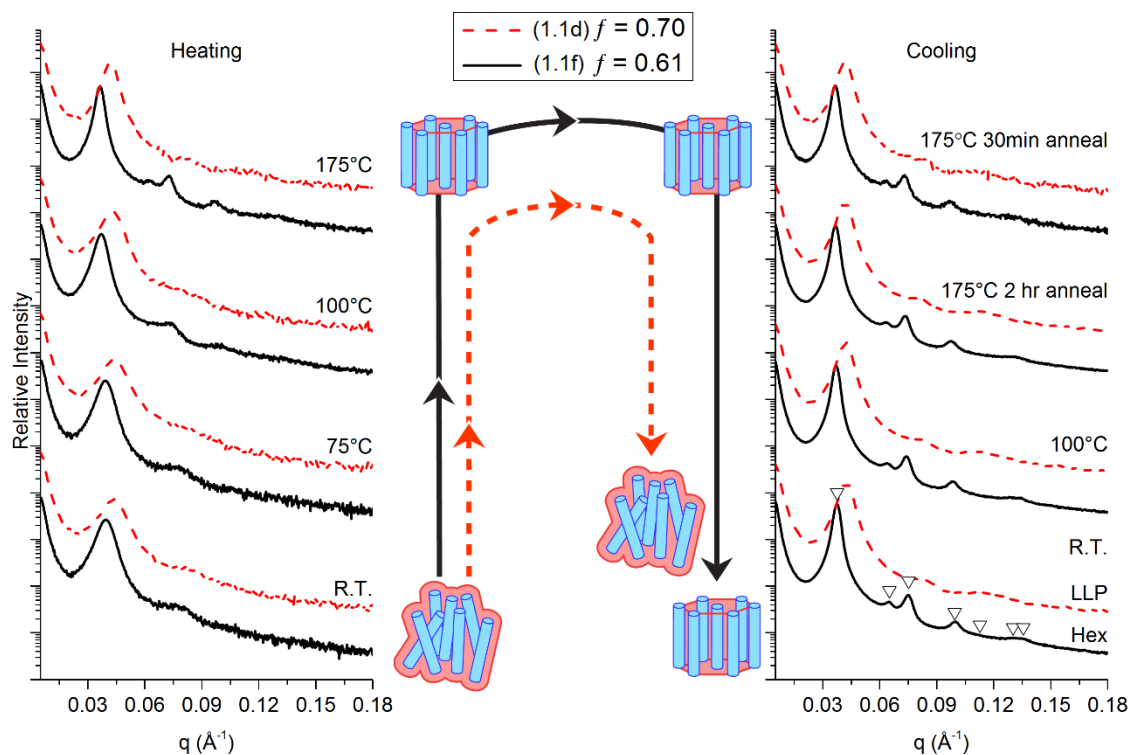 (1.1d) f = 0.70
(1.1f) f = 0.61
Heating
175°C
100°C
75°C
R.T.
Relative Intensity
0.03 0.06 0.09 0.12 0.15 0.18
q (Å⁻¹)
Cooling
175°C 30min anneal
175°C 2 hr anneal
100°C
R.T.
LLP
Hex
0.03 0.06 0.09 0.12 0.15 0.18
q (Å⁻¹)